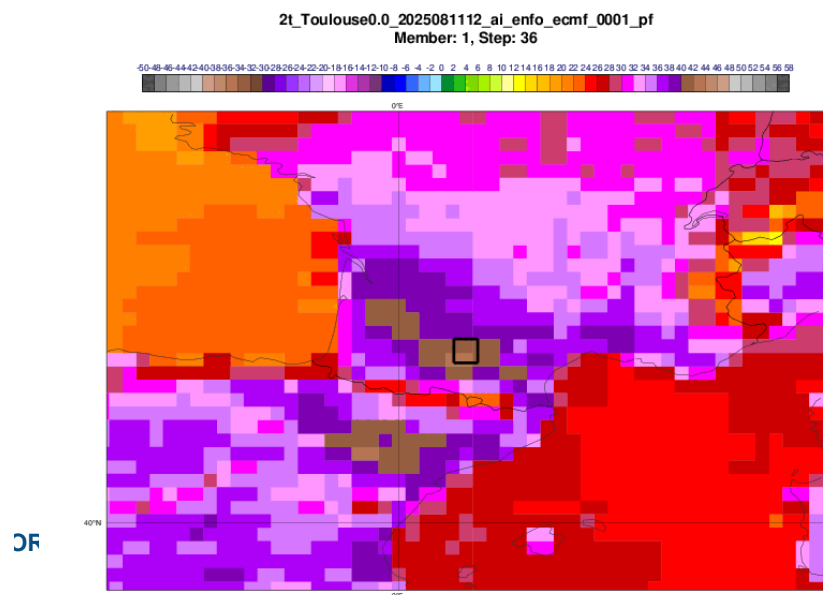 2t_Toulouse0.0_2025081112_ai_enfo_ecmf_0001_pf
Member: 1, Step: 36
-50-48-46-44-42-40-38-36-34-32-30-28-26-24-22-20-18-16-14-12-10-8 -6 -4 -2 0 2 4 6 8 10 12 14 16 18 20 22 24 26 28 30 32 34 36 38 40 42 44 46 48 50 52 54 56 58
0°E
40°N
OR